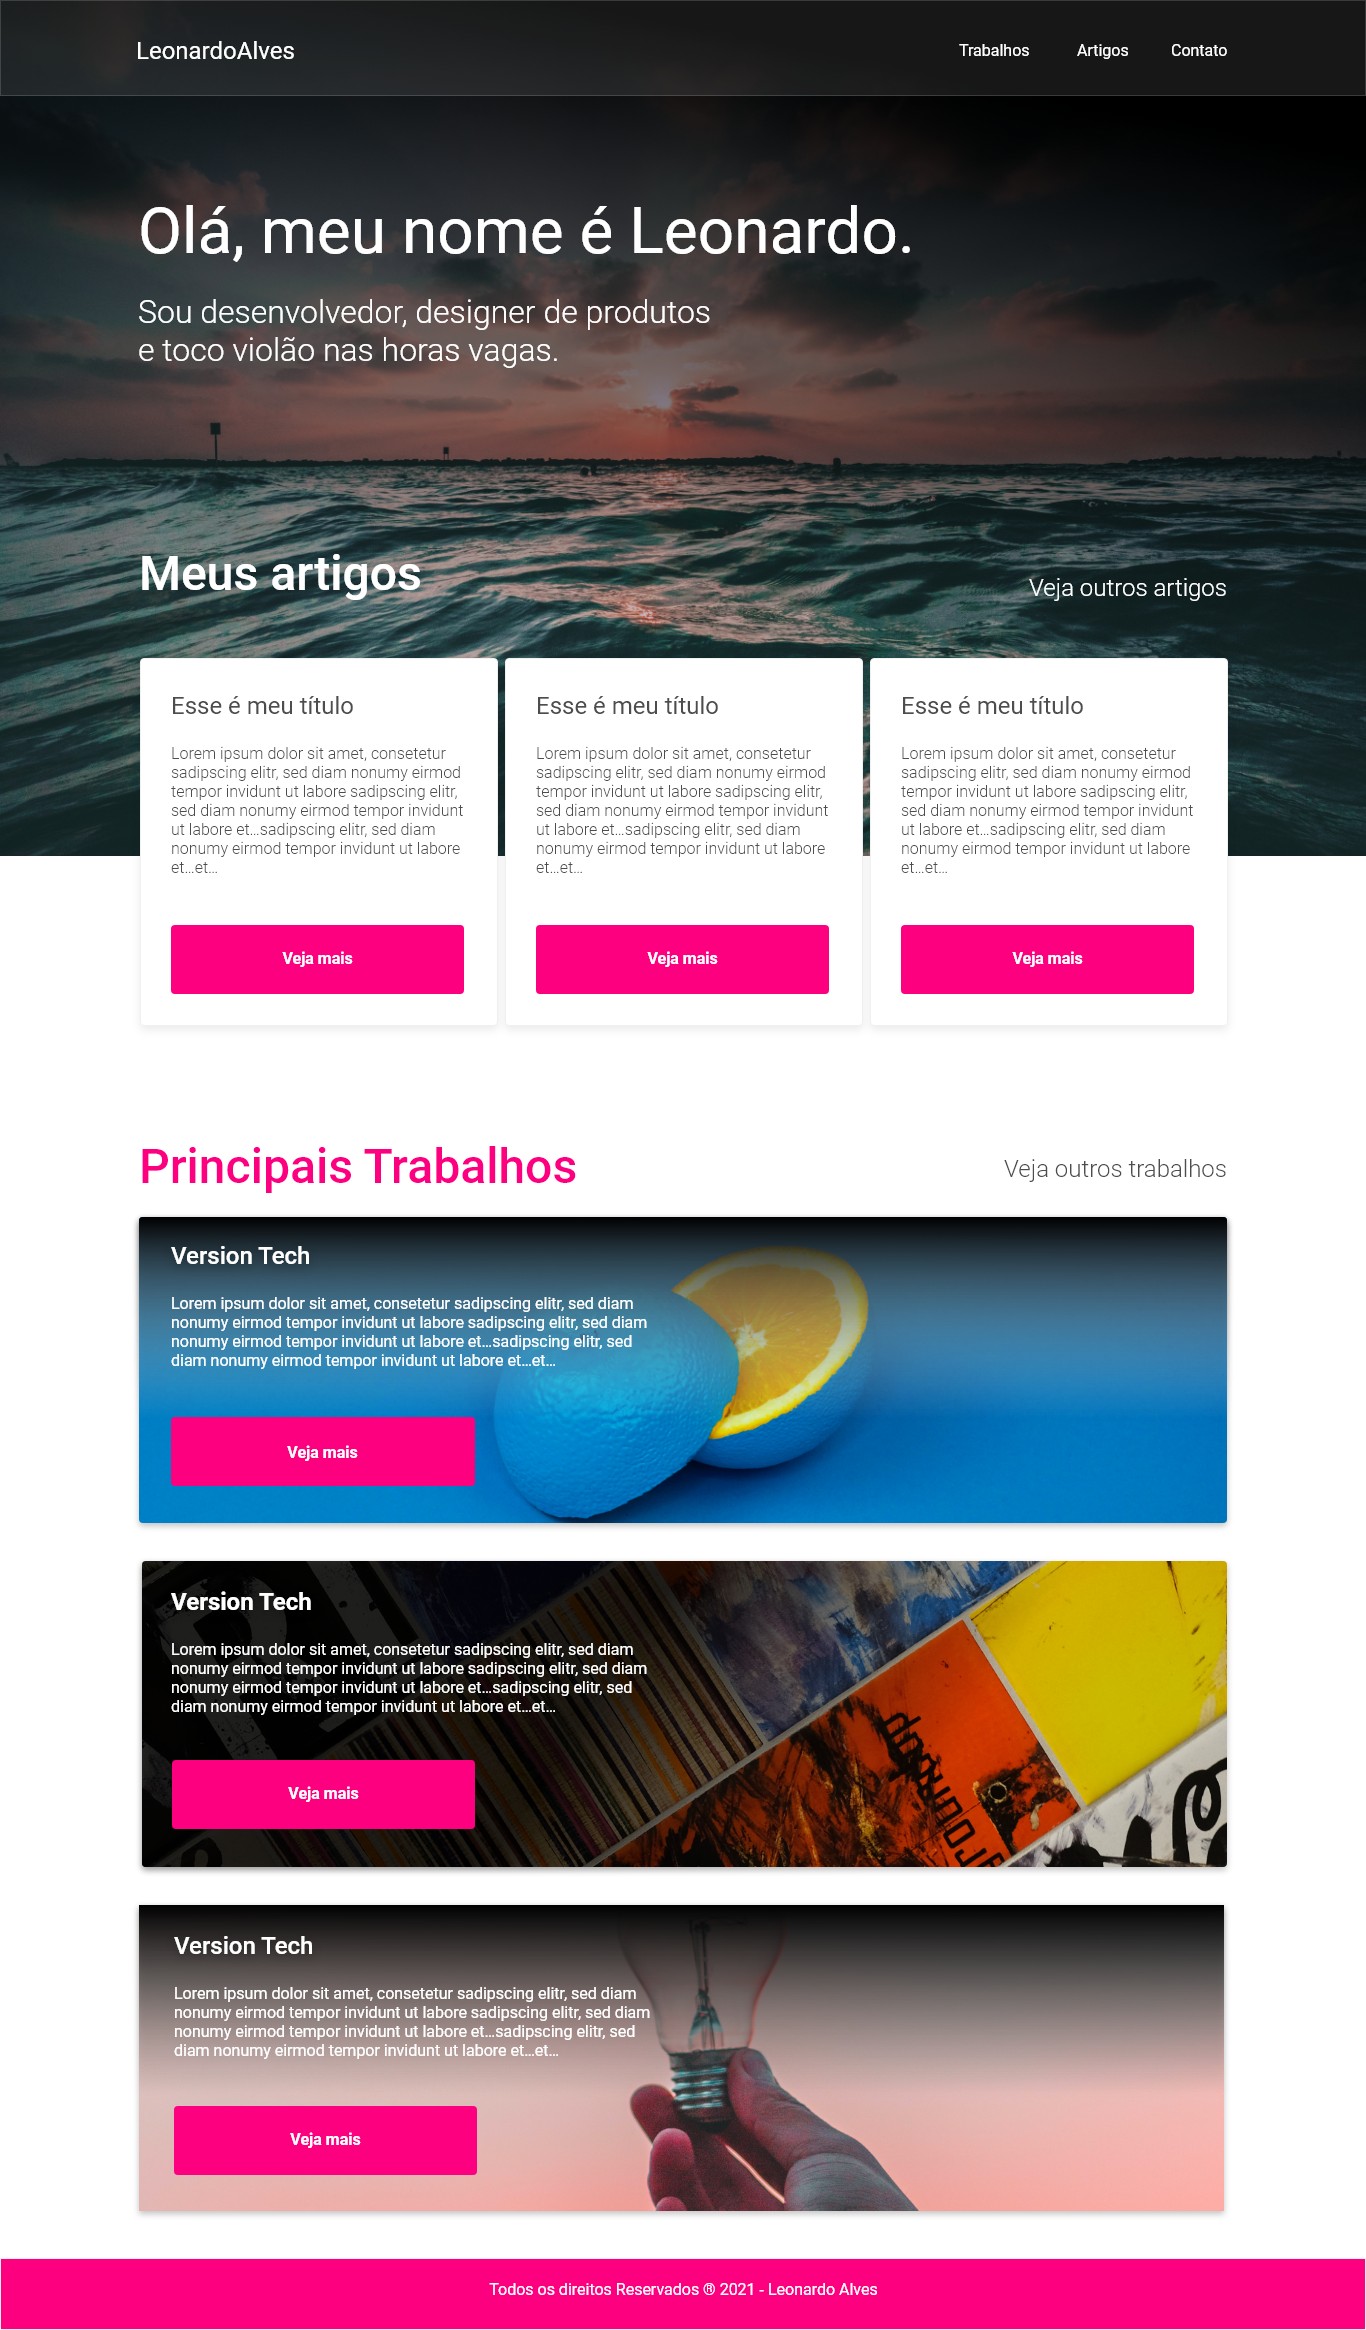 LeonardoAlves
Trabalhos Artigos Contato
Olá, meu nome é Leonardo.
Sou desenvolvedor, designer de produtos
e toco violão nas horas vagas.
Meus artigos
Veja outros artigos
Esse é meu título
Lorem ipsum dolor sit amet, consetetur
sadipscing elitr, sed diam nonumy eirmod
tempor invidunt ut labore sadipscing elitr,
sed diam nonumy eirmod tempor invidunt
ut labore et...sadipscing elitr, sed diam
nonumy eirmod tempor invidunt ut labore
et...et...
Veja mais
Esse é meu título
Lorem ipsum dolor sit amet, consetetur
sadipscing elitr, sed diam nonumy eirmod
tempor invidunt ut labore sadipscing elitr,
sed diam nonumy eirmod tempor invidunt
ut labore et...sadipscing elitr, sed diam
nonumy eirmod tempor invidunt ut labore
et...et...
Veja mais
Esse é meu título
Lorem ipsum dolor sit amet, consetetur
sadipscing elitr, sed diam nonumy eirmod
tempor invidunt ut labore sadipscing elitr,
sed diam nonumy eirmod tempor invidunt
ut labore et...sadipscing elitr, sed diam
nonumy eirmod tempor invidunt ut labore
et...et...
Veja mais
Principais Trabalhos
Veja outros trabalhos
Version Tech
Lorem ipsum dolor sit amet, consetetur sadipscing elitr, sed diam
nonumy eirmod tempor invidunt ut labore sadipscing elitr, sed diam
nonumy eirmod tempor invidunt ut labore et...sadipscing elitr, sed
diam nonumy eirmod tempor invidunt ut labore et...et...
Veja mais
Version Tech
Lorem ipsum dolor sit amet, consetetur sadipscing elitr, sed diam
nonumy eirmod tempor invidunt ut labore sadipscing elitr, sed diam
nonumy eirmod tempor invidunt ut labore et...sadipscing elitr, sed
diam nonumy eirmod tempor invidunt ut labore et...et...
Veja mais
Version Tech
Lorem ipsum dolor sit amet, consetetur sadipscing elitr, sed diam
nonumy eirmod tempor invidunt ut labore sadipscing elitr, sed diam
nonumy eirmod tempor invidunt ut labore et...sadipscing elitr, sed
diam nonumy eirmod tempor invidunt ut labore et...et...
Veja mais
Todos os direitos Reservados ® 2021 - Leonardo Alves